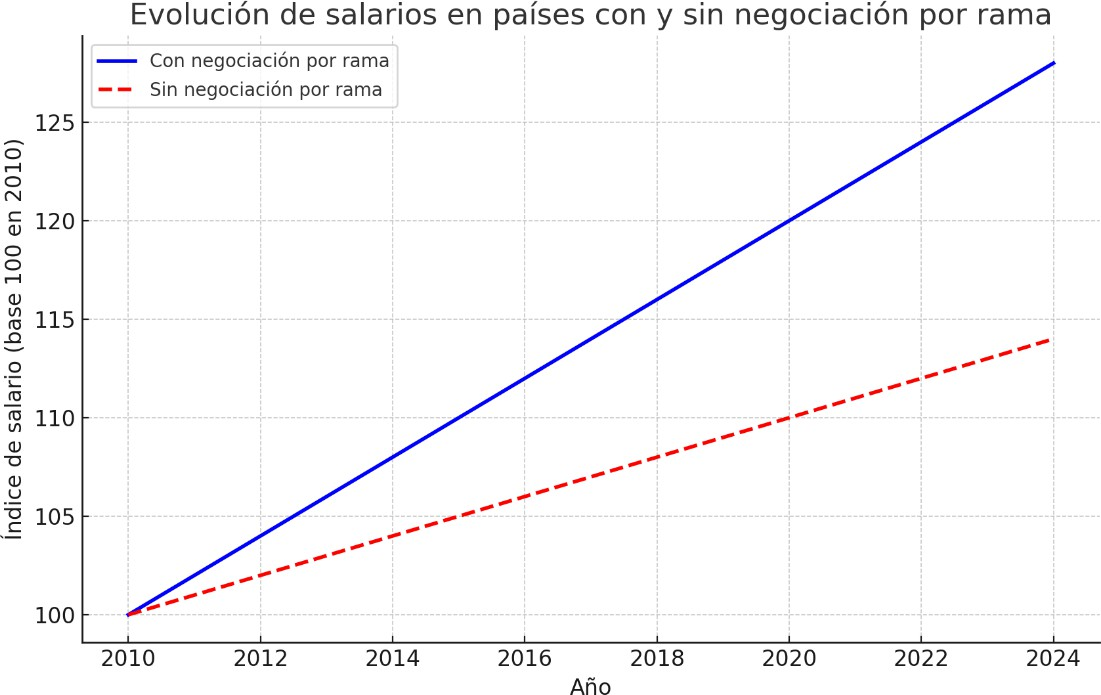 Evolución de salarios en países con y sin negociación por rama
Con negociación por rama
Sin negociación por rama
Índice de salario (base 100 en 2010)
125
120
115
110
105
100
2010 2012 2014 2016 2018 2020 2022 2024
Año